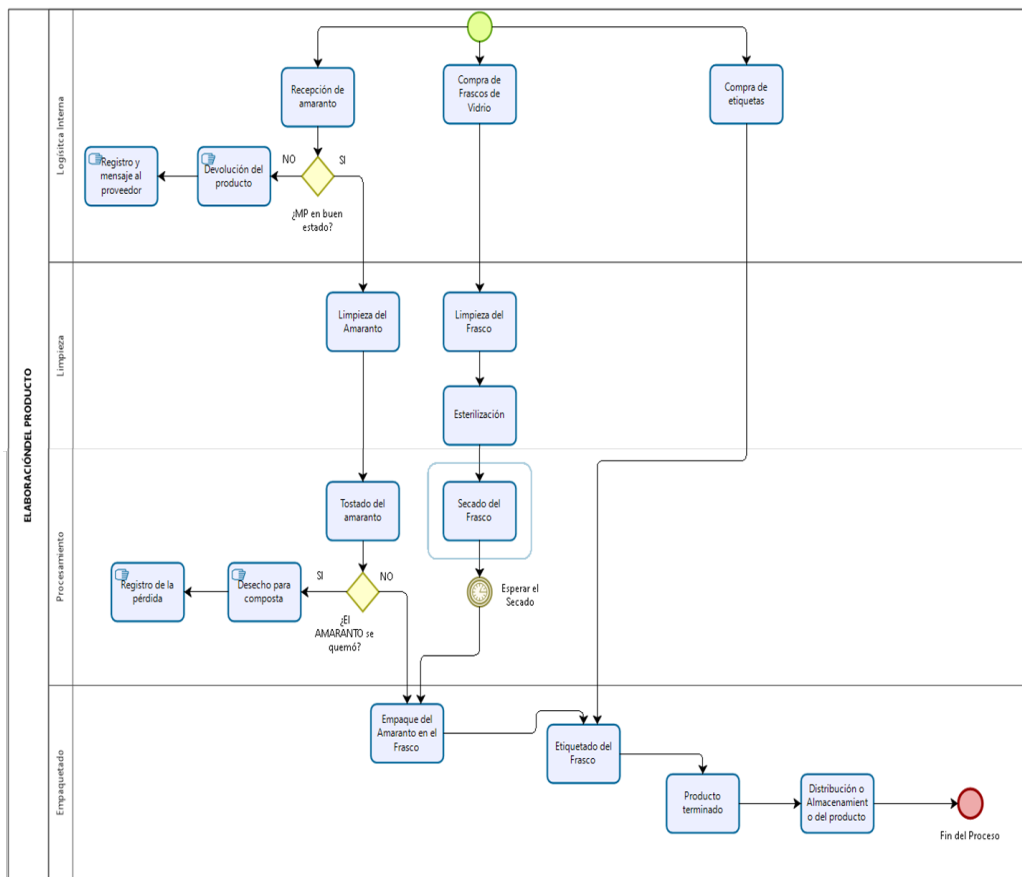 ELABORACIÓNDEL PRODUCTO
Logísitca Interna
Recepción de
amaranto
Compra de
Frascos de
Vidrio
Compra de
etiquetas
Registro y
mensaje al
proveedor
Devolución del
producto
NO
SI
¿MP en buen
estado?
Limpieza
Limpieza del
Amaranto
Limpieza del
Frasco
Esterilización
Procesamiento
Tostado del
amaranto
Secado del
Frasco
Registro de la
pérdida
Desecho para
composta
SI
NO
¿El
AMARANTO se
quemó?
Esperar el
Secado
Empaquetado
Empaque del
Amaranto en el
Frasco
Etiquetado del
Frasco
Producto
terminado
Distribución o
Almacenamient
o del producto
Fin del Proceso